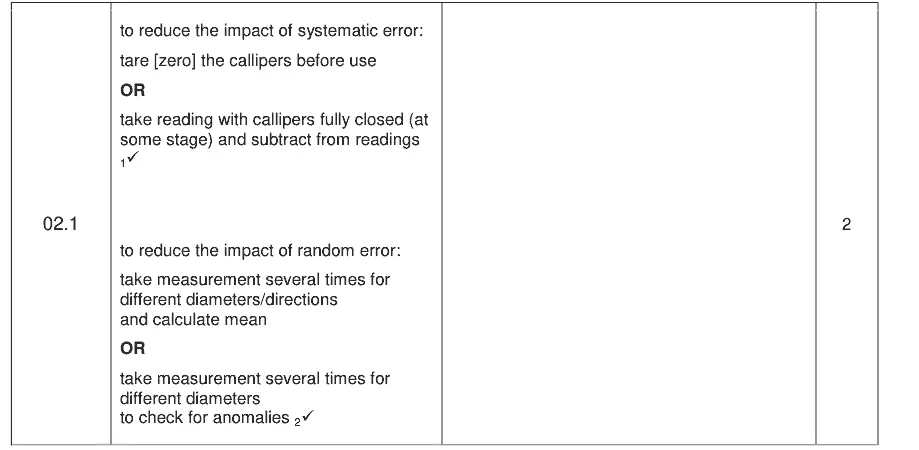 to reduce the impact of systematic error:
tare [zero] the callipers before use
OR
take reading with callipers fully closed (at
some stage) and subtract from readings
1✓
02.1
2
to reduce the impact of random error:
take measurement several times for
different diameters/directions
and calculate mean
OR
take measurement several times for
different diameters
to check for anomalies 2✓